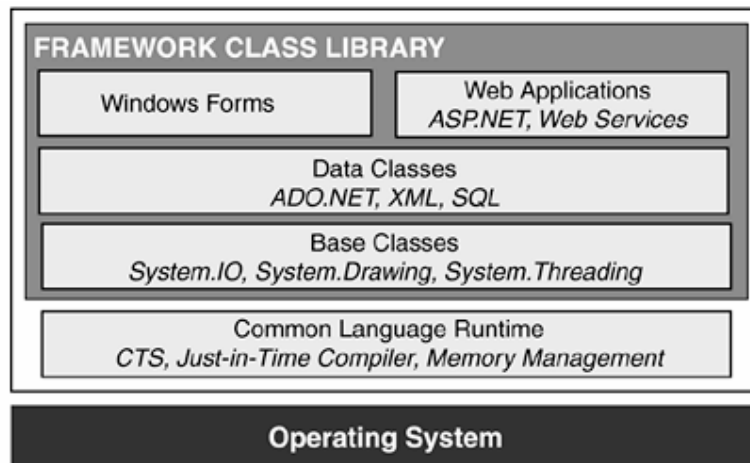 FRAMEWORK CLASS LIBRARY
Windows Forms
Web Applications
ASP.NET, Web Services
Data Classes
ADO.NET, XML, SQL
Base Classes
System.IO, System.Drawing, System.Threading
Common Language Runtime
CTS, Just-in-Time Compiler, Memory Management
Operating System